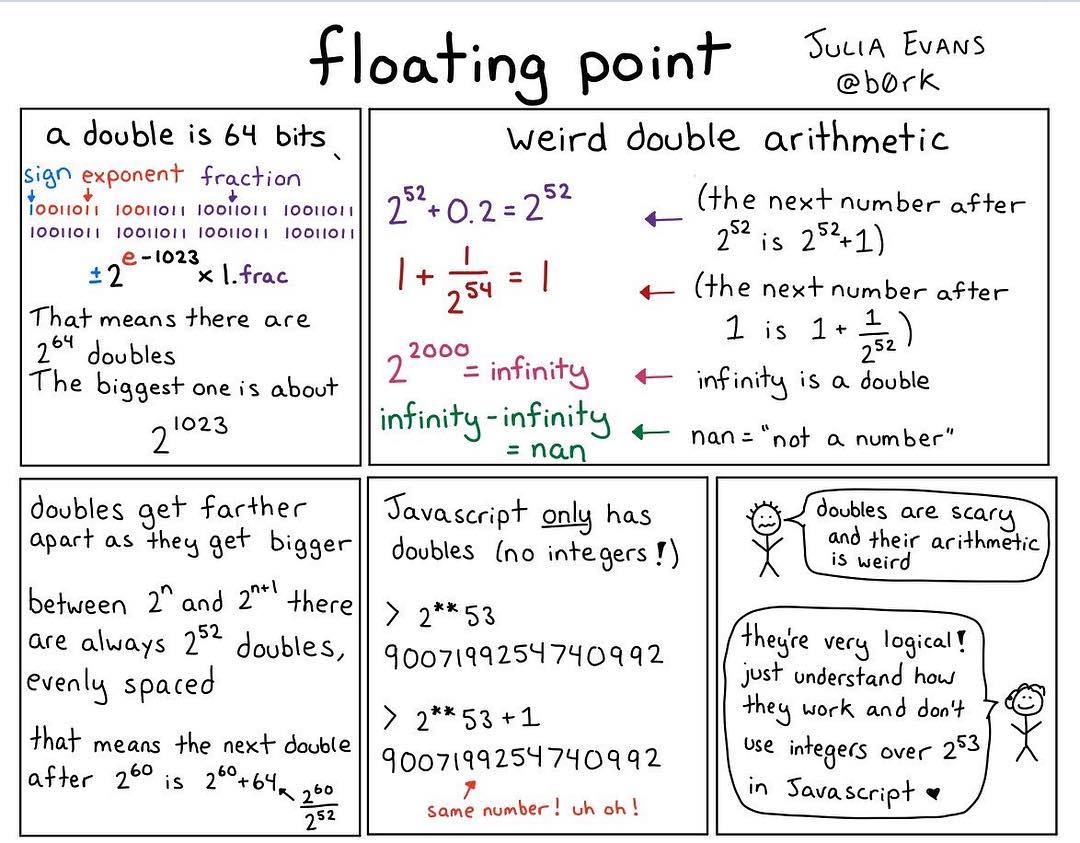 floating point
JULIA EVANS
@b0rk
a double is 64 bits
sign exponent fraction
10011011 10011011 10011011 10011011
10011011 10011011 10011011 10011011
±2^(e-1023) x 1.frac
That means there are
2^64 doubles
The biggest one is about
2^1023
weird double arithmetic
2^52 + 0.2 = 2^52
(the next number after
2^52 is 2^52+1)
1 + 1/2^54 = 1
(the next number after
1 is 1 + 1/2^52)
2^2000 = infinity
infinity is a double
infinity - infinity
= nan
nan = "not a number"
doubles get farther
apart as they get bigger
between 2^n and 2^(n+1) there
are always 2^52 doubles,
evenly spaced
that means the next double
after 2^60 is 2^60+64
2^60/2^52
Javascript only has
doubles (no integers!)
> 2**53
9007199254740992
> 2**53+1
9007199254740992
same number! uh oh!
doubles are scary
and their arithmetic
is weird
they're very logical!
just understand how
they work and don't
use integers over 2^53
in Javascript ♥